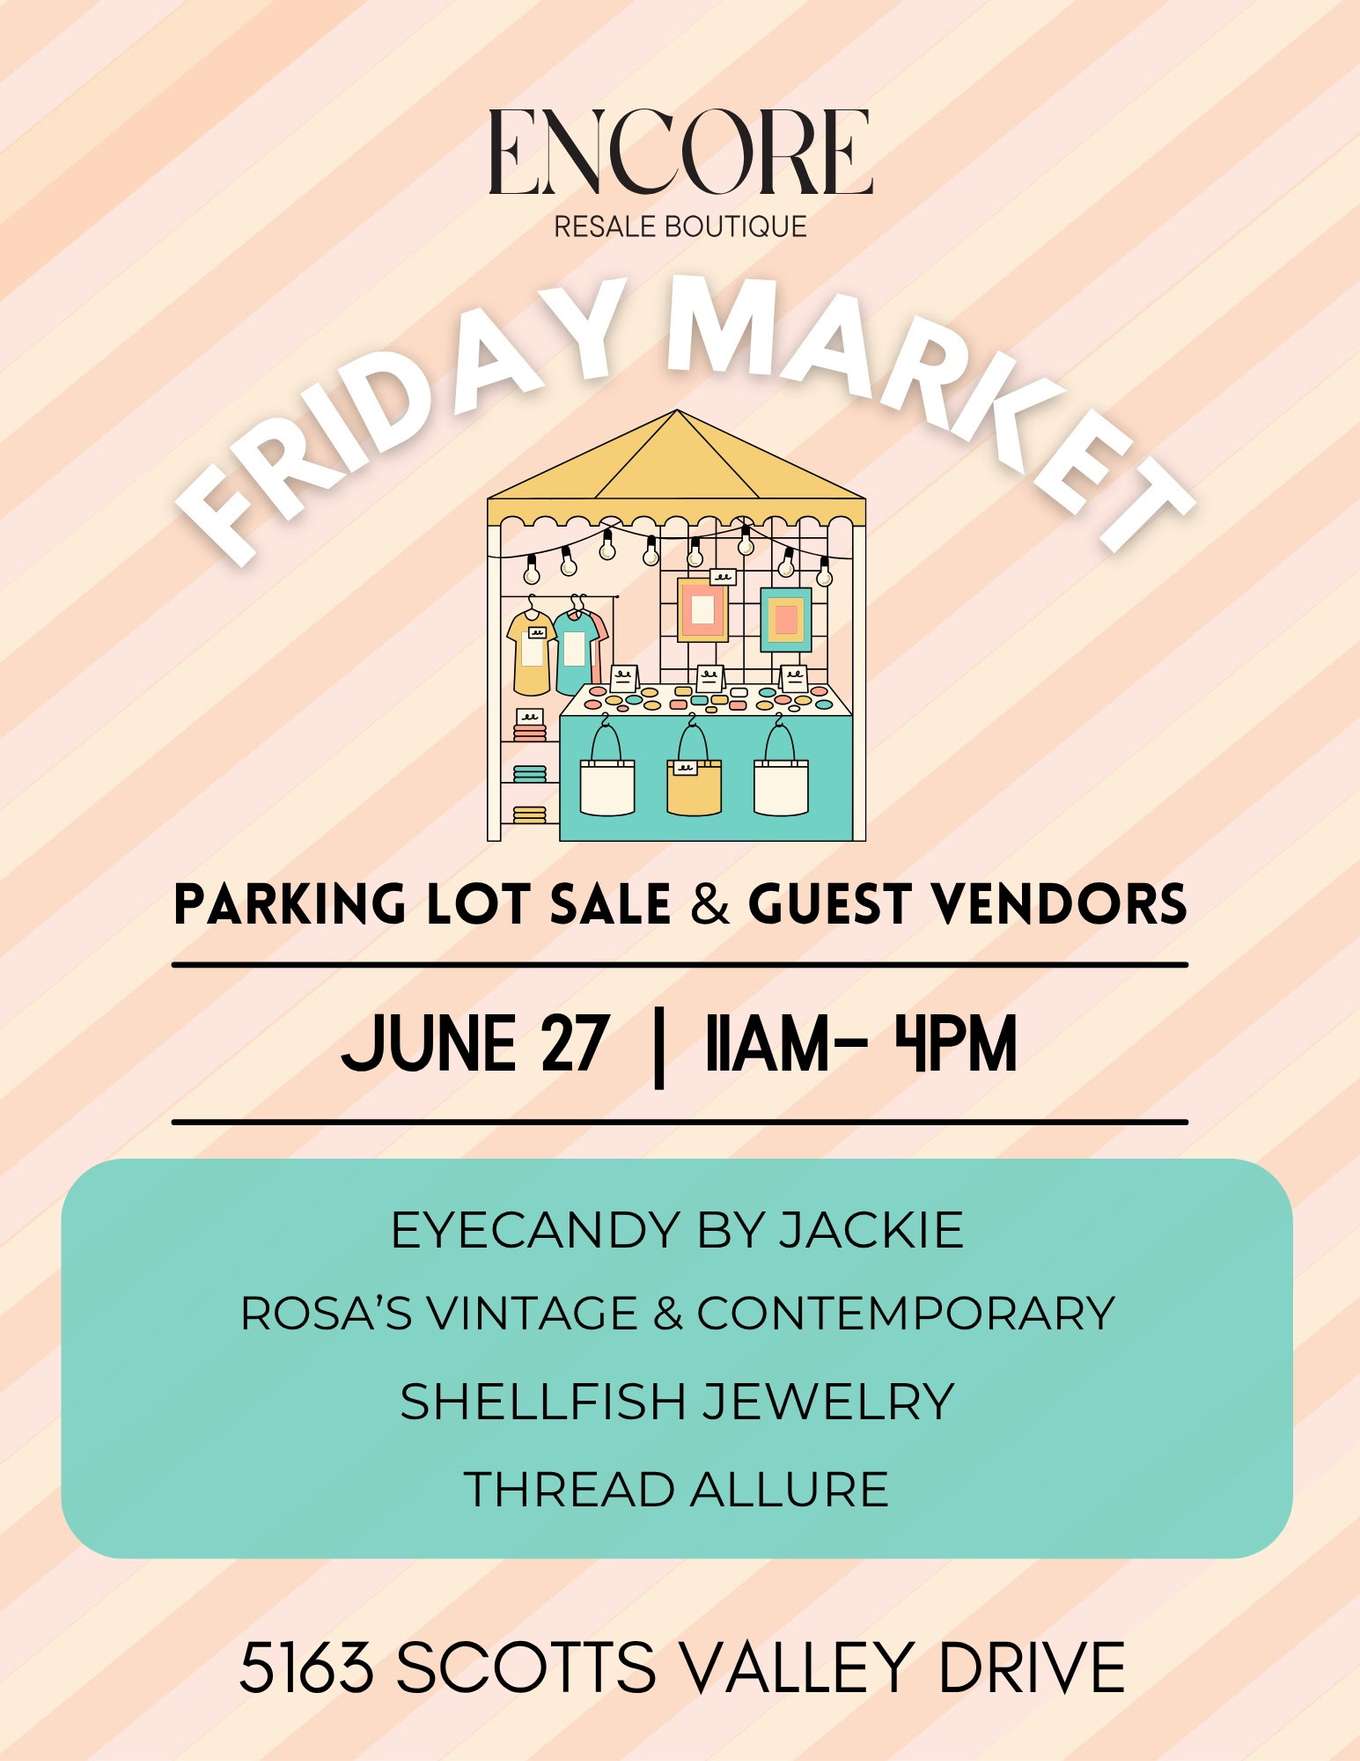 ENCORE
RESALE BOUTIQUE
FRIDAY MARKET
PARKING LOT SALE & GUEST VENDORS
JUNE 27 | 11AM- 4PM
EYECANDY BY JACKIE
ROSA'S VINTAGE & CONTEMPORARY
SHELLFISH JEWELRY
THREAD ALLURE
5163 SCOTTS VALLEY DRIVE